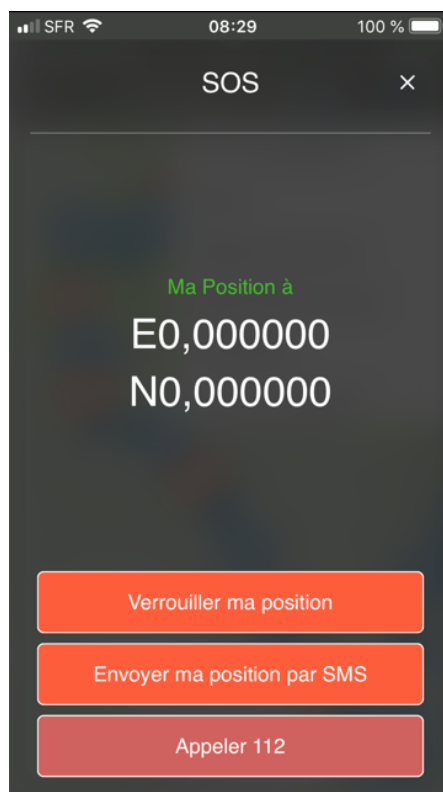 SFR 08:29 100 %
SOS ×
Ma Position à
E0,000000
N0,000000
Verrouiller ma position
Envoyer ma position par SMS
Appeler 112